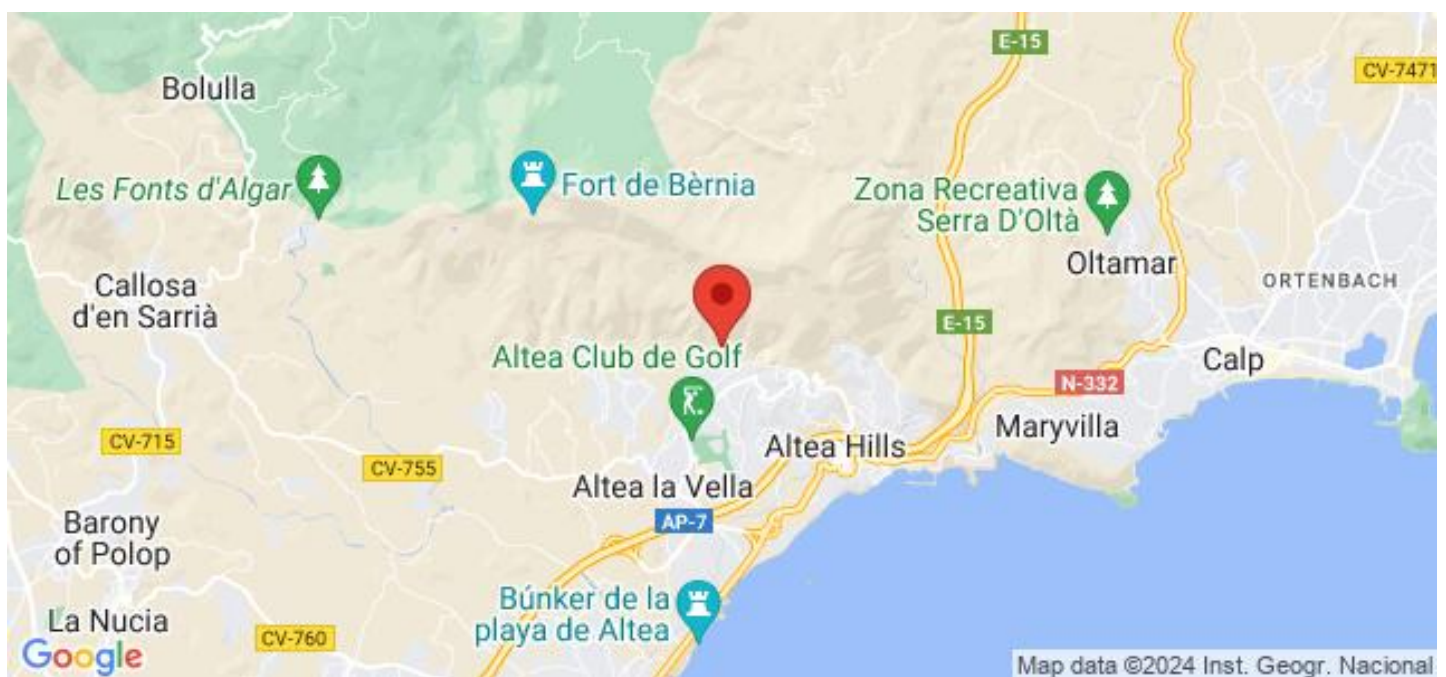 E-15
CV-7471
Bolulla
Les Fonts d'Algar
Fort de Bèrnia
Zona Recreativa
Serra D'Oltà
Oltamar
ORTENBACH
Callosa
d'en Sarrià
E-15
Altea Club de Golf
Calp
N-332
Maryvilla
CV-715
Altea Hills
CV-755
Altea la Vella
AP-7
Barony
of Polop
Búnker de la
playa de Altea
La Nucia
CV-760
Google
Map data ©2024 Inst. Geogr. Nacional